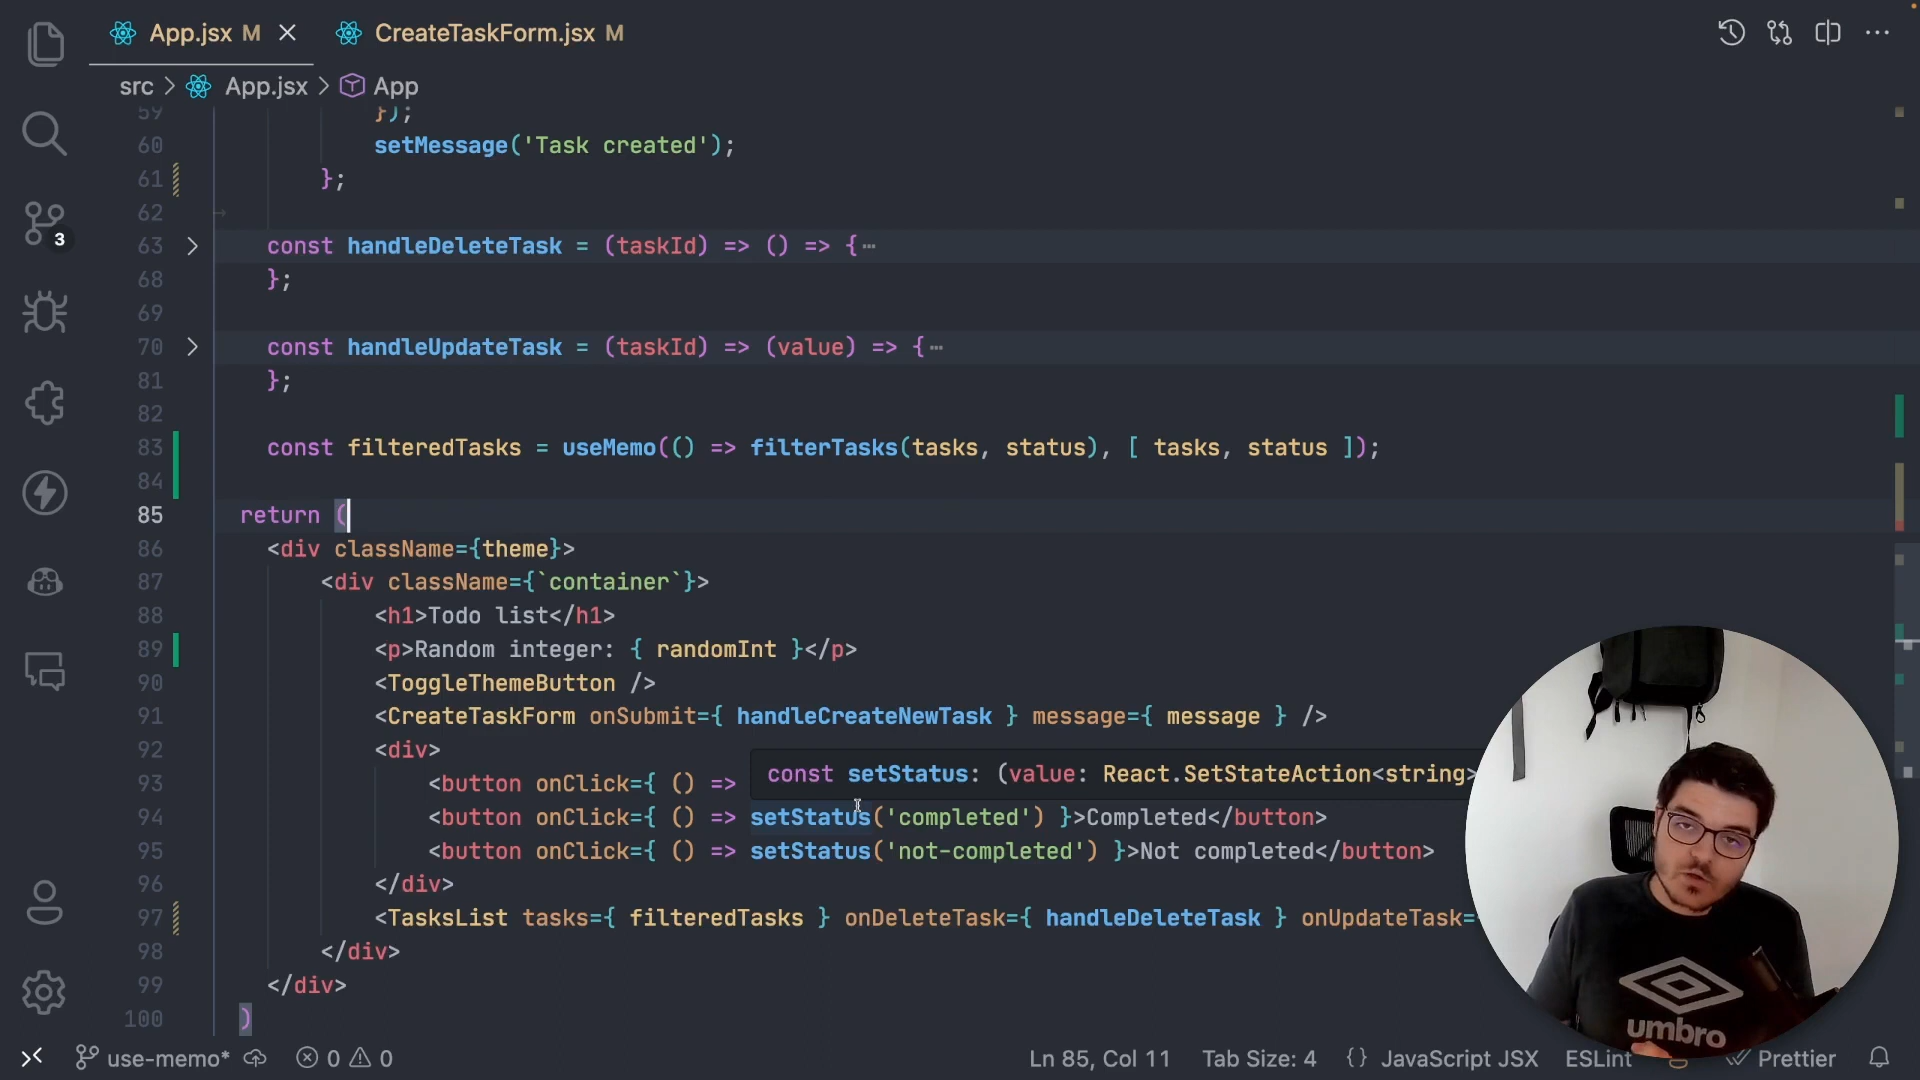 App.jsx M
CreateTaskForm.jsx M
src > App.jsx > App
59 });
60 setMessage('Task created');
61 };
62
63 const handleDeleteTask = (taskId) => () => {⋯
68 };
69
70 const handleUpdateTask = (taskId) => (value) => {⋯
81 };
82
83 const filteredTasks = useMemo(() => filterTasks(tasks, status), [ tasks, status ]);
84
85 return (
86 <div className={theme}>
87 <div className={`container`}>
88 <h1>Todo list</h1>
89 <p>Random integer: { randomInt }</p>
90 <ToggleThemeButton />
91 <CreateTaskForm onSubmit={ handleCreateNewTask } message={ message } />
92 <div>
const setStatus: (value: React.SetStateAction<string>
93 <button onClick={ () =>
94 <button onClick={ () => setStatus('completed') }>Completed</button>
95 <button onClick={ () => setStatus('not-completed') }>Not completed</button>
96 </div>
97 <TasksList tasks={ filteredTasks } onDeleteTask={ handleDeleteTask } onUpdateTask=
98 </div>
99 </div>
100 )
3
umbro
use-memo* 0 0 Ln 85, Col 11 Tab Size: 4 {} JavaScript JSX ESLint Prettier